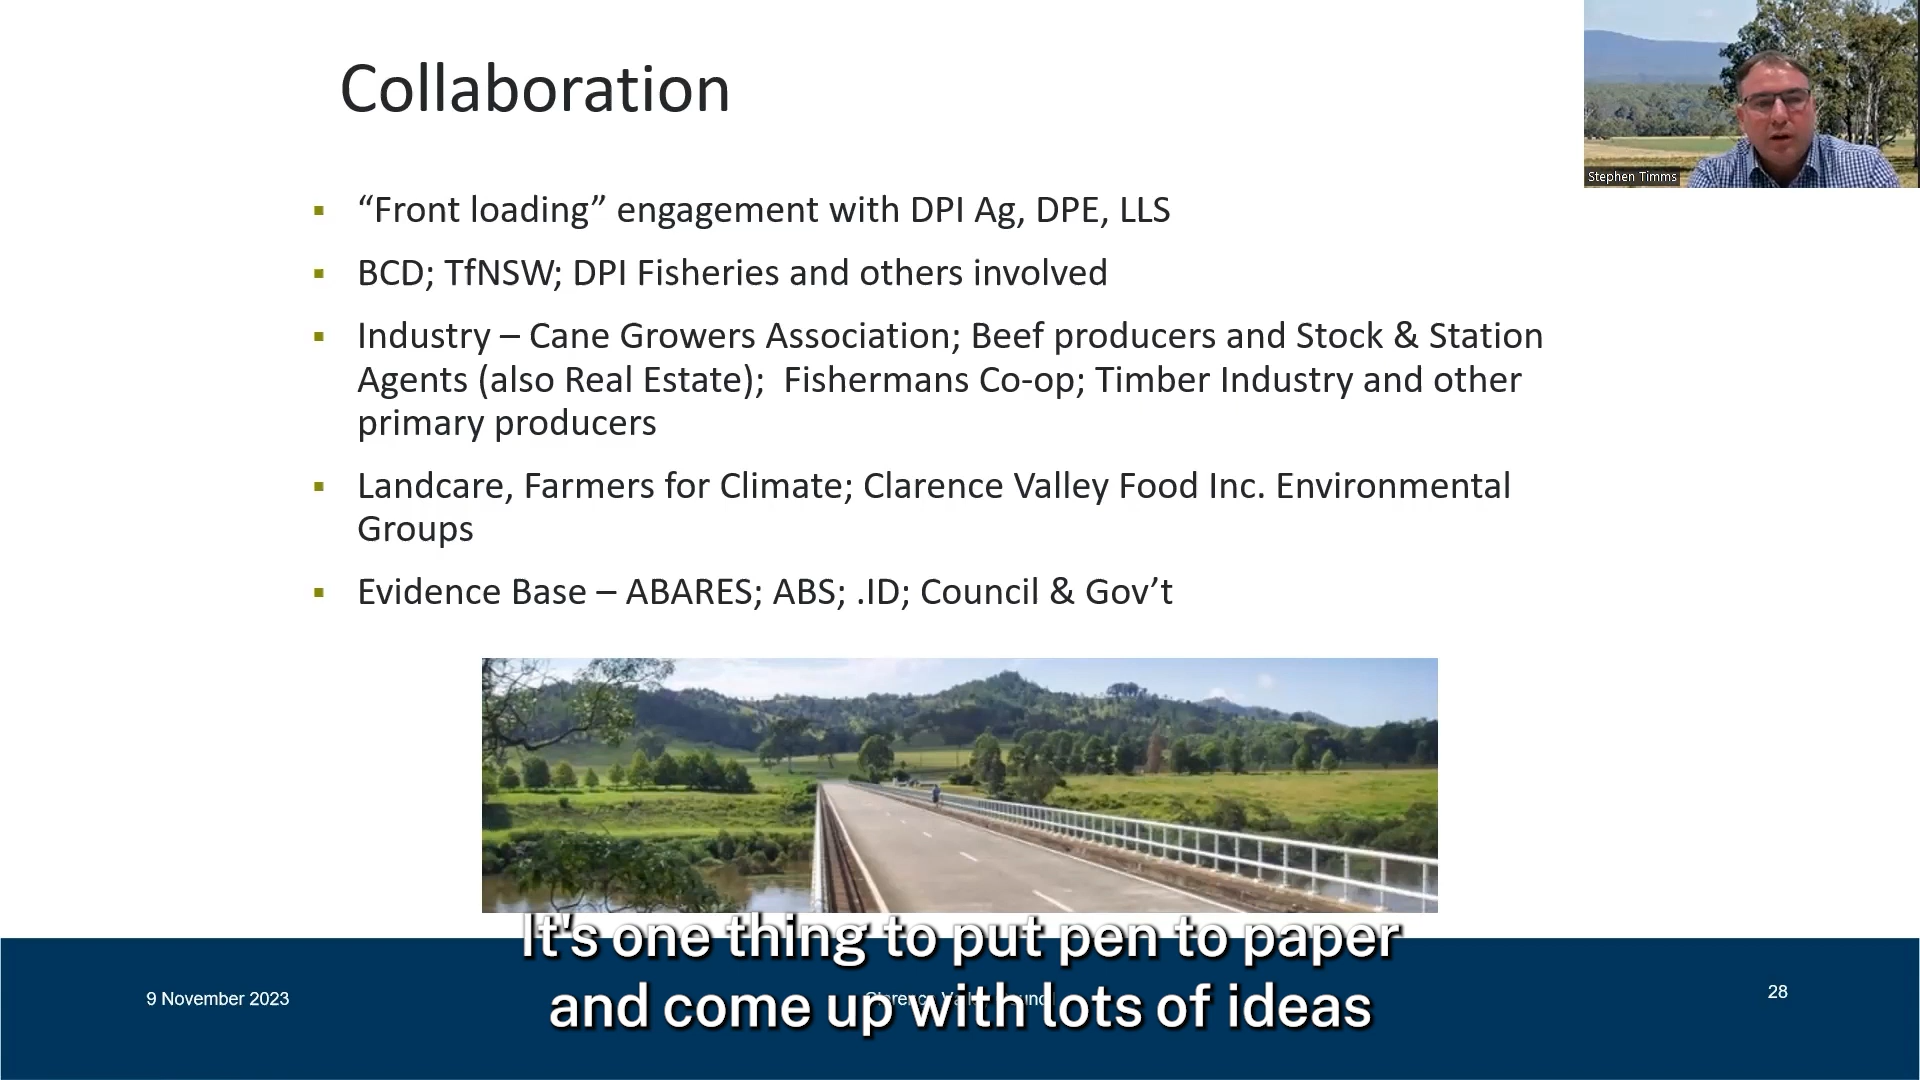 Collaboration
Stephen Timms
▪ “Front loading” engagement with DPI Ag, DPE, LLS
▪ BCD; TfNSW; DPI Fisheries and others involved
▪ Industry – Cane Growers Association; Beef producers and Stock & Station
Agents (also Real Estate);  Fishermans Co-op; Timber Industry and other
primary producers
▪ Landcare, Farmers for Climate; Clarence Valley Food Inc. Environmental
Groups
▪ Evidence Base – ABARES; ABS; .ID; Council & Gov’t
It's one thing to put pen to paper
and come up with lots of ideas
9 November 2023
28